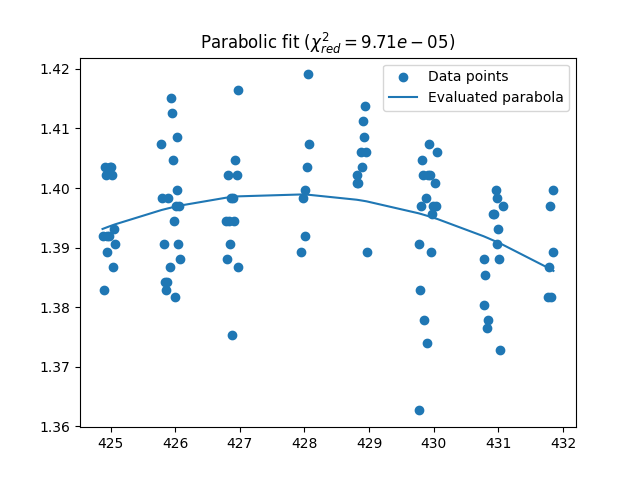 Parabolic fit (χ²red = 9.71e − 05)
Data points
Evaluated parabola
1.42
1.41
1.40
1.39
1.38
1.37
1.36
425 426 427 428 429 430 431 432